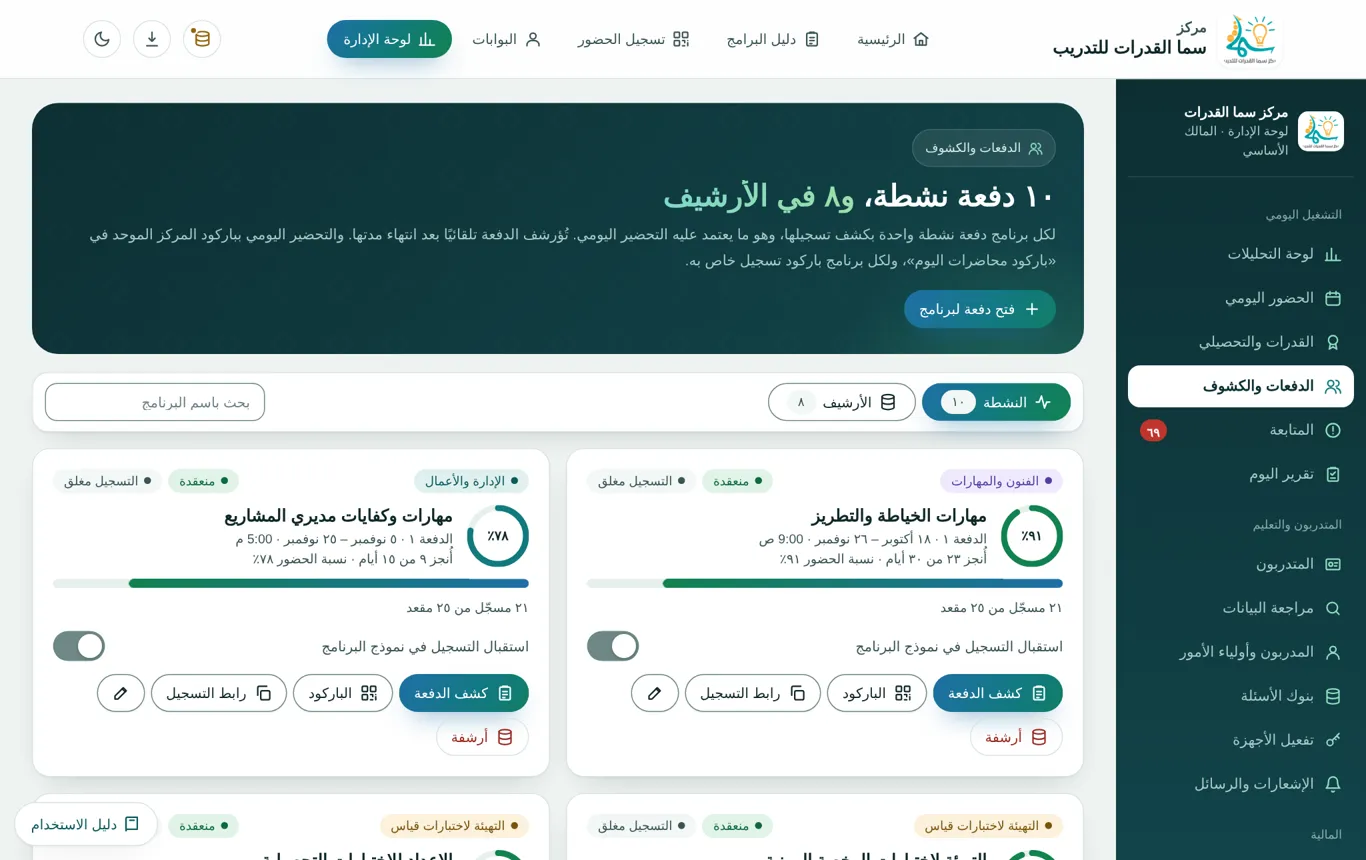 مركز
سما القدرات للتدريب
الرئيسية
دليل البرامج
تسجيل الحضور
البوابات
لوحة الإدارة
مركز سما القدرات
لوحة الإدارة · المالك
الأساسي
التشغيل اليومي
لوحة التحليلات
الحضور اليومي
القدرات والتحصيلي
الدفعات والكشوف
المتابعة
٦٩
تقرير اليوم
المتدربون والتعليم
المتدربون
مراجعة البيانات
المدربون وأولياء الأمور
بنوك الأسئلة
تفعيل الأجهزة
الإشعارات والرسائل
المالية
الدفعات والكشوف
١٠ دفعة نشطة، و٨ في الأرشيف
لكل برنامج دفعة نشطة واحدة بكشف تسجيلها، وهو ما يعتمد عليه التحضير اليومي. تُؤرشف الدفعة تلقائيًا بعد انتهاء مدتها. والتحضير اليومي بباركود المركز الموحد في
«باركود محاضرات اليوم»، ولكل برنامج باركود تسجيل خاص به.
فتح دفعة لبرنامج
النشطة ١٠
الأرشيف ٨
بحث باسم البرنامج
الفنون والمهارات
منعقدة
التسجيل مغلق
٩١٪
مهارات الخياطة والتطريز
الدفعة ١ · ١٨ أكتوبر – ٢٦ نوفمبر · 9:00 ص
أُنجز ٢٣ من ٣٠ أيام · نسبة الحضور ٩١٪
٢١ مسجّل من ٢٥ مقعد
استقبال التسجيل في نموذج البرنامج
كشف الدفعة
الباركود
رابط التسجيل
أرشفة
الإدارة والأعمال
منعقدة
التسجيل مغلق
٧٨٪
مهارات وكفايات مديري المشاريع
الدفعة ١ · ٥ نوفمبر – ٢٥ نوفمبر · 5:00 م
أُنجز ٩ من ١٥ أيام · نسبة الحضور ٧٨٪
٢١ مسجّل من ٢٥ مقعد
استقبال التسجيل في نموذج البرنامج
كشف الدفعة
الباركود
رابط التسجيل
أرشفة
التهيئة لاختبارات قياس
منعقدة
التسجيل مغلق
التهيئة لاختبارات قياس
منعقدة
دليل الاستخدام